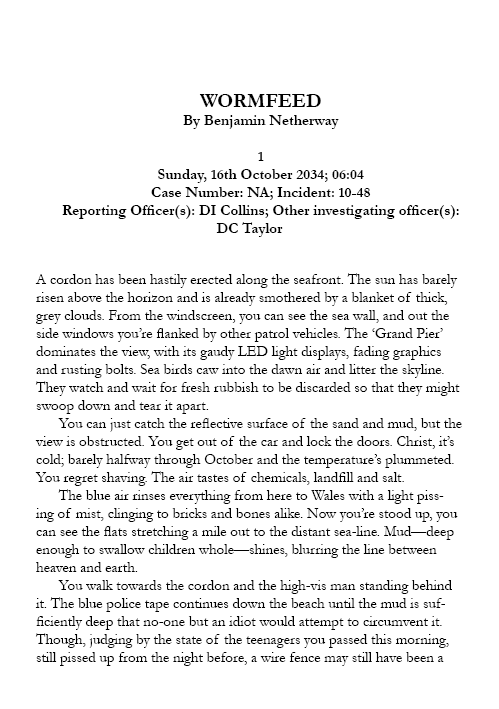 WORMFEED
By Benjamin Netherway
1
Sunday, 16th October 2034; 06:04
Case Number: NA; Incident: 10-48
Reporting Officer(s): DI Collins; Other investigating officer(s):
DC Taylor
A cordon has been hastily erected along the seafront. The sun has barely
risen above the horizon and is already smothered by a blanket of thick,
grey clouds. From the windscreen, you can see the sea wall, and out the
side windows you’re flanked by other patrol vehicles. The ‘Grand Pier’
dominates the view, with its gaudy LED light displays, fading graphics
and rusting bolts. Sea birds caw into the dawn air and litter the skyline.
They watch and wait for fresh rubbish to be discarded so that they might
swoop down and tear it apart.
You can just catch the reflective surface of the sand and mud, but the
view is obstructed. You get out of the car and lock the doors. Christ, it’s
cold; barely halfway through October and the temperature’s plummeted.
You regret shaving. The air tastes of chemicals, landfill and salt.
The blue air rinses everything from here to Wales with a light piss-
ing of mist, clinging to bricks and bones alike. Now you’re stood up, you
can see the flats stretching a mile out to the distant sea-line. Mud—deep
enough to swallow children whole—shines, blurring the line between
heaven and earth.
You walk towards the cordon and the high-vis man standing behind
it. The blue police tape continues down the beach until the mud is suf-
ficiently deep that no-one but an idiot would attempt to circumvent it.
Though, judging by the state of the teenagers you passed this morning,
still pissed up from the night before, a wire fence may still have been a